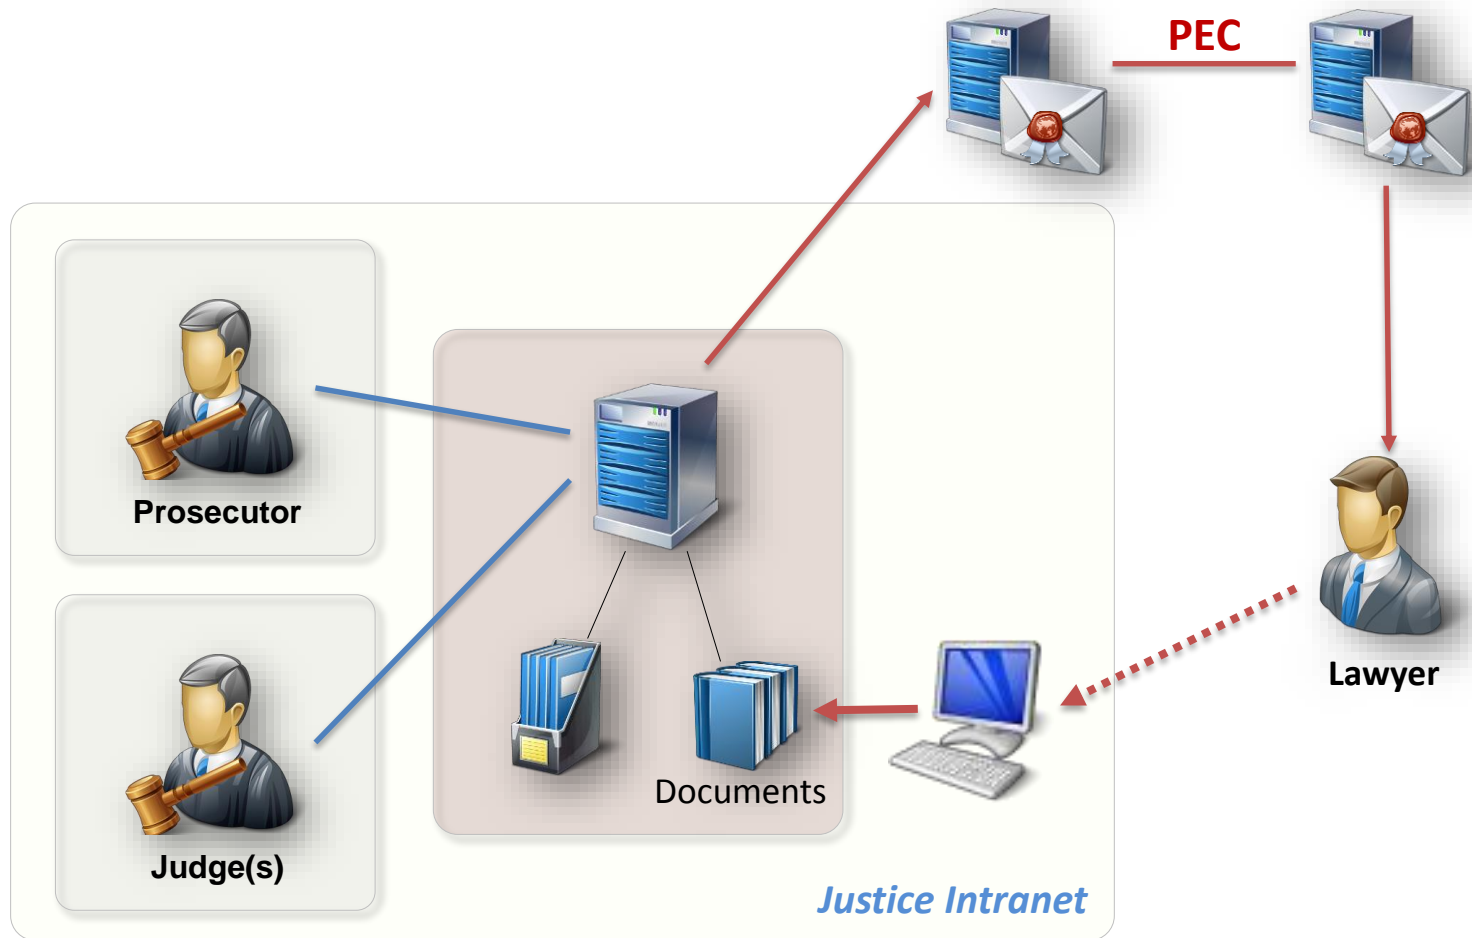 PEC
Prosecutor
Lawyer
Documents
Judge(s)
Justice Intranet